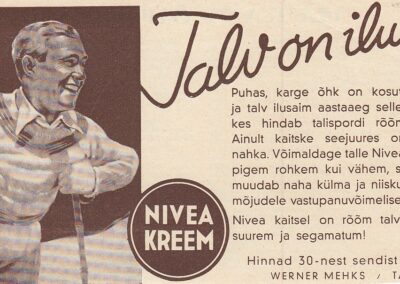 Talv on ilu
Puhas, karge õhk on kosuv
ja talv ilusaim aastaaeg selle
kes hindab talispordi rõõm
Ainult kaitske seejuures on
nahka. Võimaldage talle Nivea
pigem rohkem kui vähem, s
muudab naha külma ja niisku
mõjudele vastupanuvõimelise
Nivea kaitsel on rõõm talv
suurem ja segamatum!
NIVEA
KREEM
Hinnad 30-nest sendist
WERNER MEHKS / TA